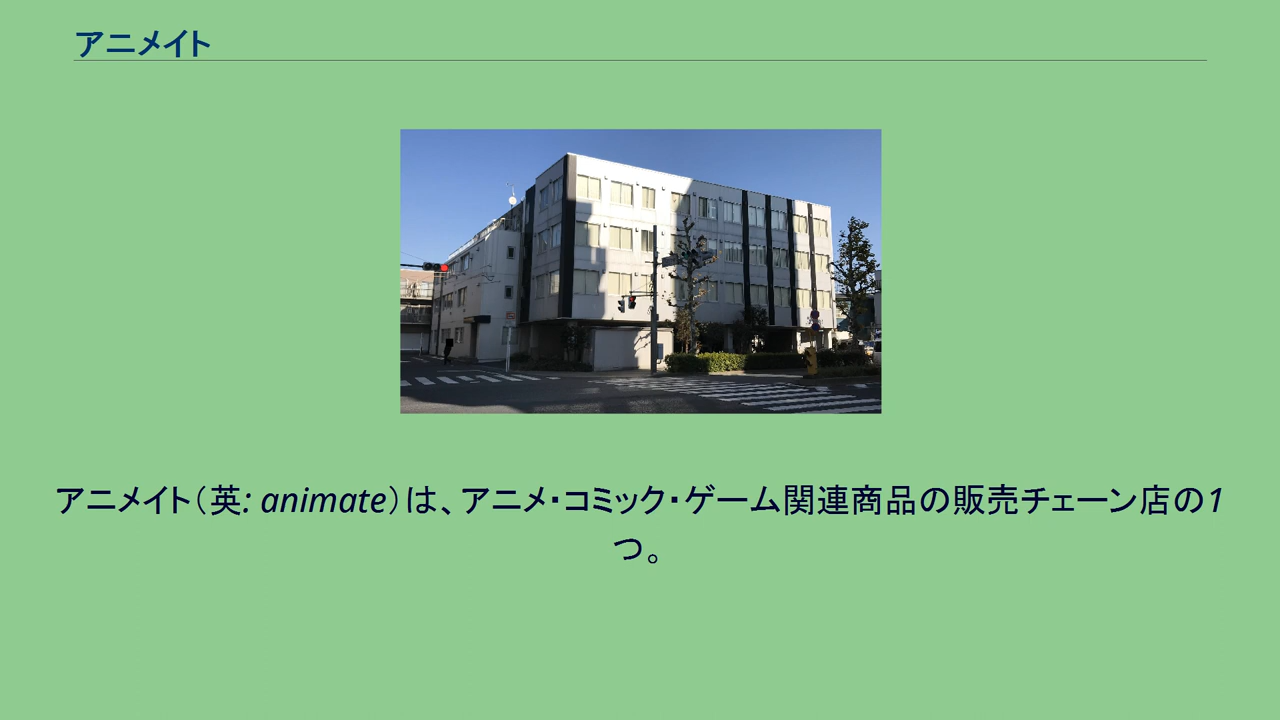 アニメイト
アニメイト（英: animate）は、アニメ・コミック・ゲーム関連商品の販売チェーン店の1
つ。